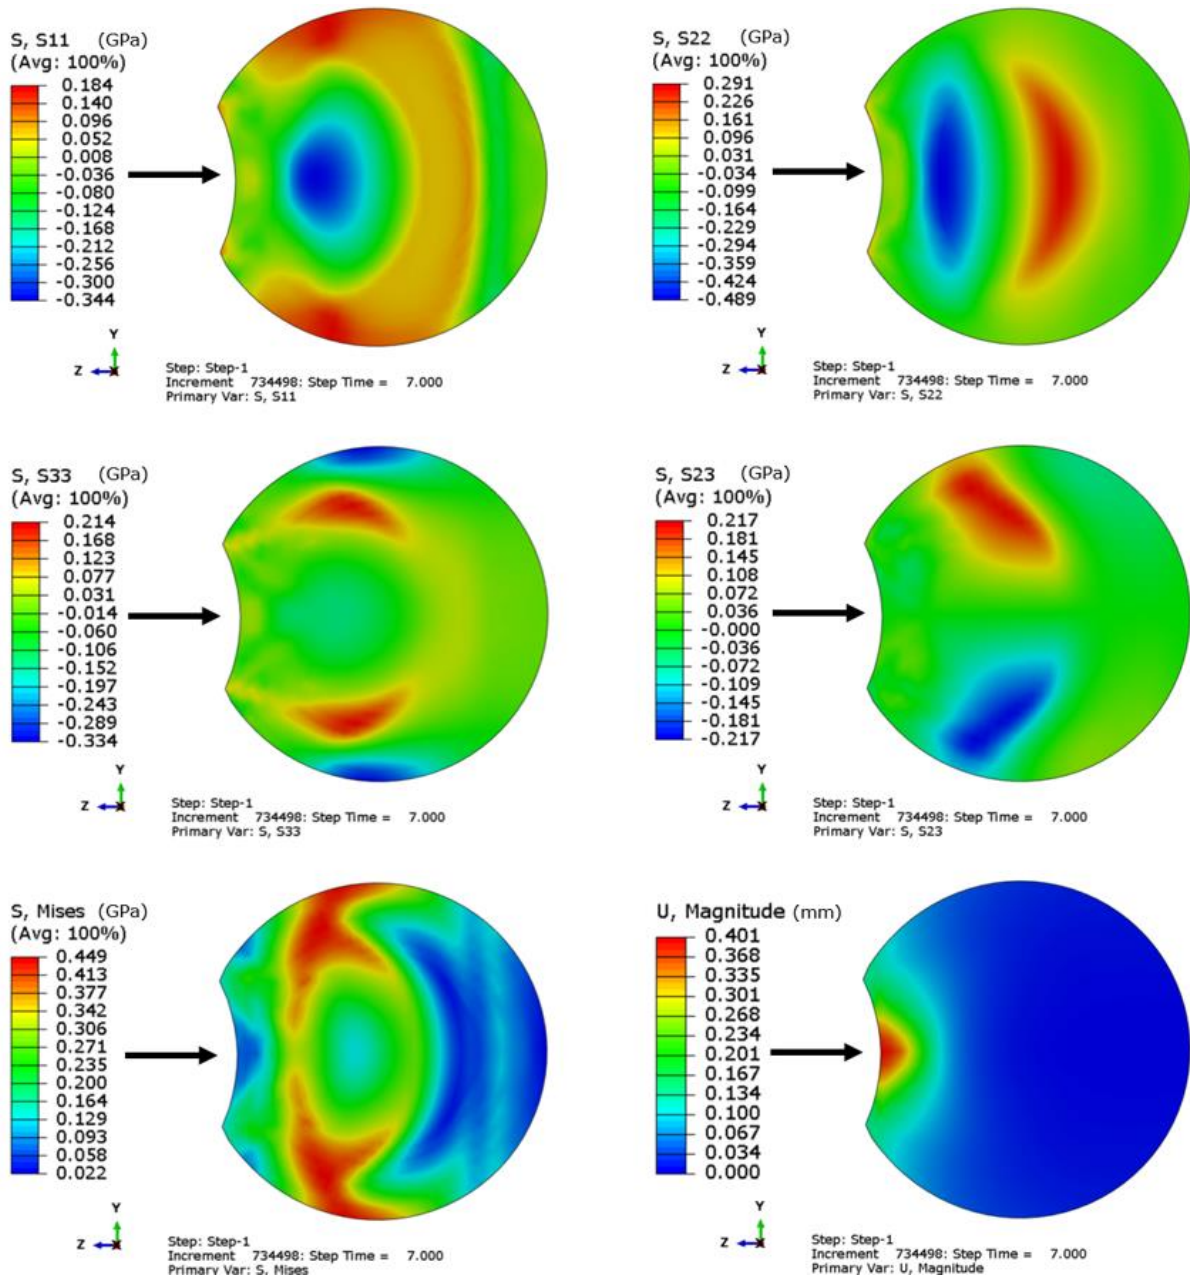 S, S11 (GPa)
(Avg: 100%)
0.184
0.140
0.096
0.052
0.008
-0.036
-0.080
-0.124
-0.168
-0.212
-0.256
-0.300
-0.344
Y
Z
X
Step: Step-1
Increment 734498: Step Time = 7.000
Primary Var: S, S11
S, S22 (GPa)
(Avg: 100%)
0.291
0.226
0.161
0.096
0.031
-0.034
-0.099
-0.164
-0.229
-0.294
-0.359
-0.424
-0.489
Y
Z
X
Step: Step-1
Increment 734498: Step Time = 7.000
Primary Var: S, S22
S, S33 (GPa)
(Avg: 100%)
0.214
0.168
0.123
0.077
0.031
-0.014
-0.060
-0.106
-0.152
-0.197
-0.243
-0.289
-0.334
Y
Z
X
Step: Step-1
Increment 734498: Step Time = 7.000
Primary Var: S, S33
S, S23 (GPa)
(Avg: 100%)
0.217
0.181
0.145
0.108
0.072
0.036
-0.000
-0.036
-0.072
-0.109
-0.145
-0.181
-0.217
Y
Z
X
Step: Step-1
Increment 734498: Step Time = 7.000
Primary Var: S, S23
S, Mises (GPa)
(Avg: 100%)
0.449
0.413
0.377
0.342
0.306
0.271
0.235
0.200
0.164
0.129
0.093
0.058
0.022
Y
Z
X
Step: Step-1
Increment 734498: Step Time = 7.000
Primary Var: S, Mises
U, Magnitude (mm)
0.401
0.368
0.335
0.301
0.268
0.234
0.201
0.167
0.134
0.100
0.067
0.034
0.000
Y
Z
X
Step: Step-1
Increment 734498: Step Time = 7.000
Primary Var: U, Magnitude